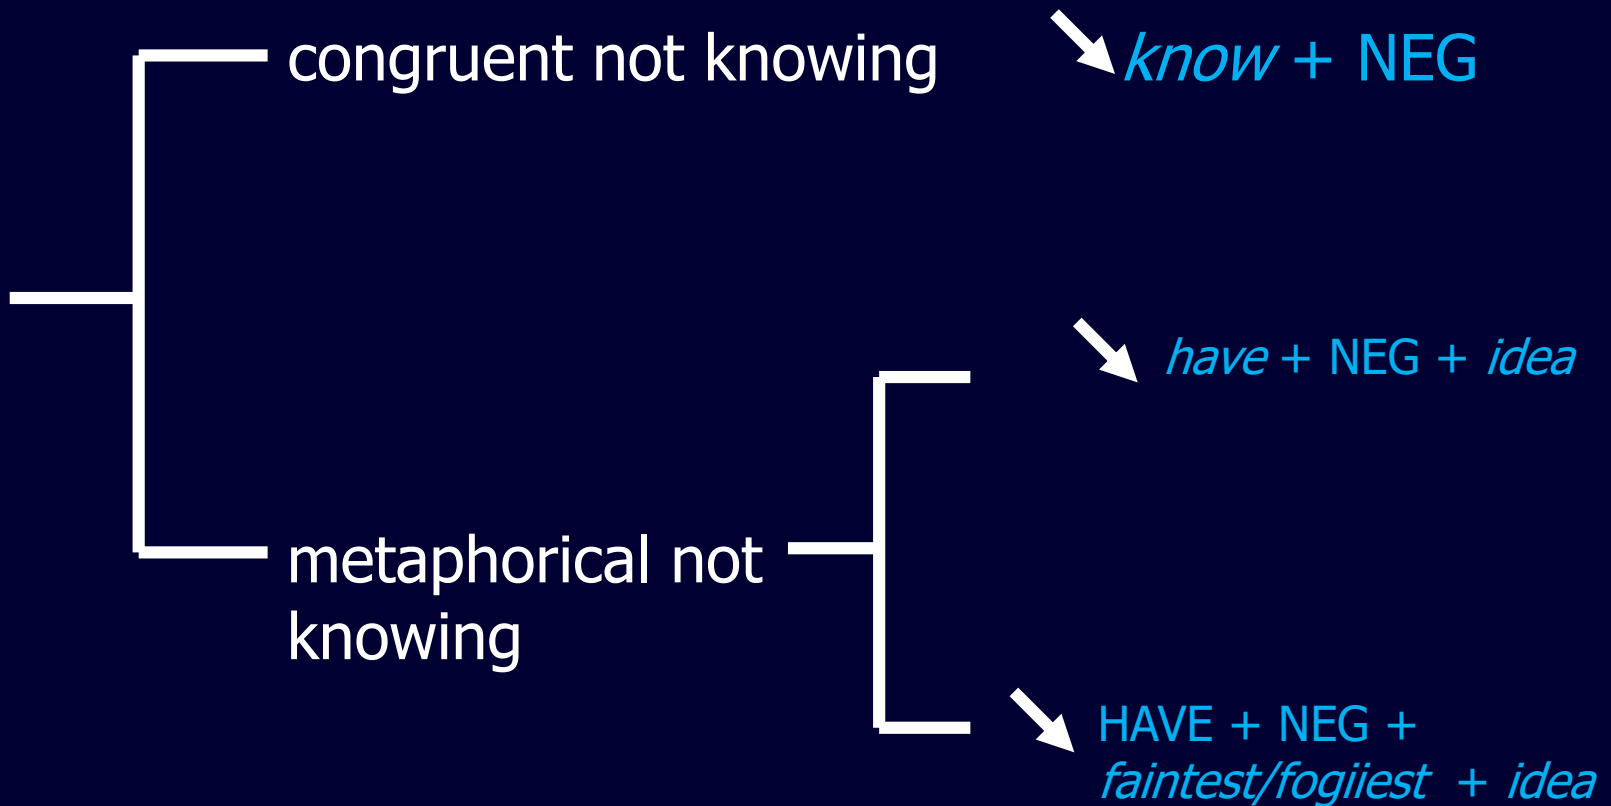 congruent not knowing
know + NEG
have + NEG + idea
metaphorical not
knowing
HAVE + NEG +
faintest/fogiiest + idea